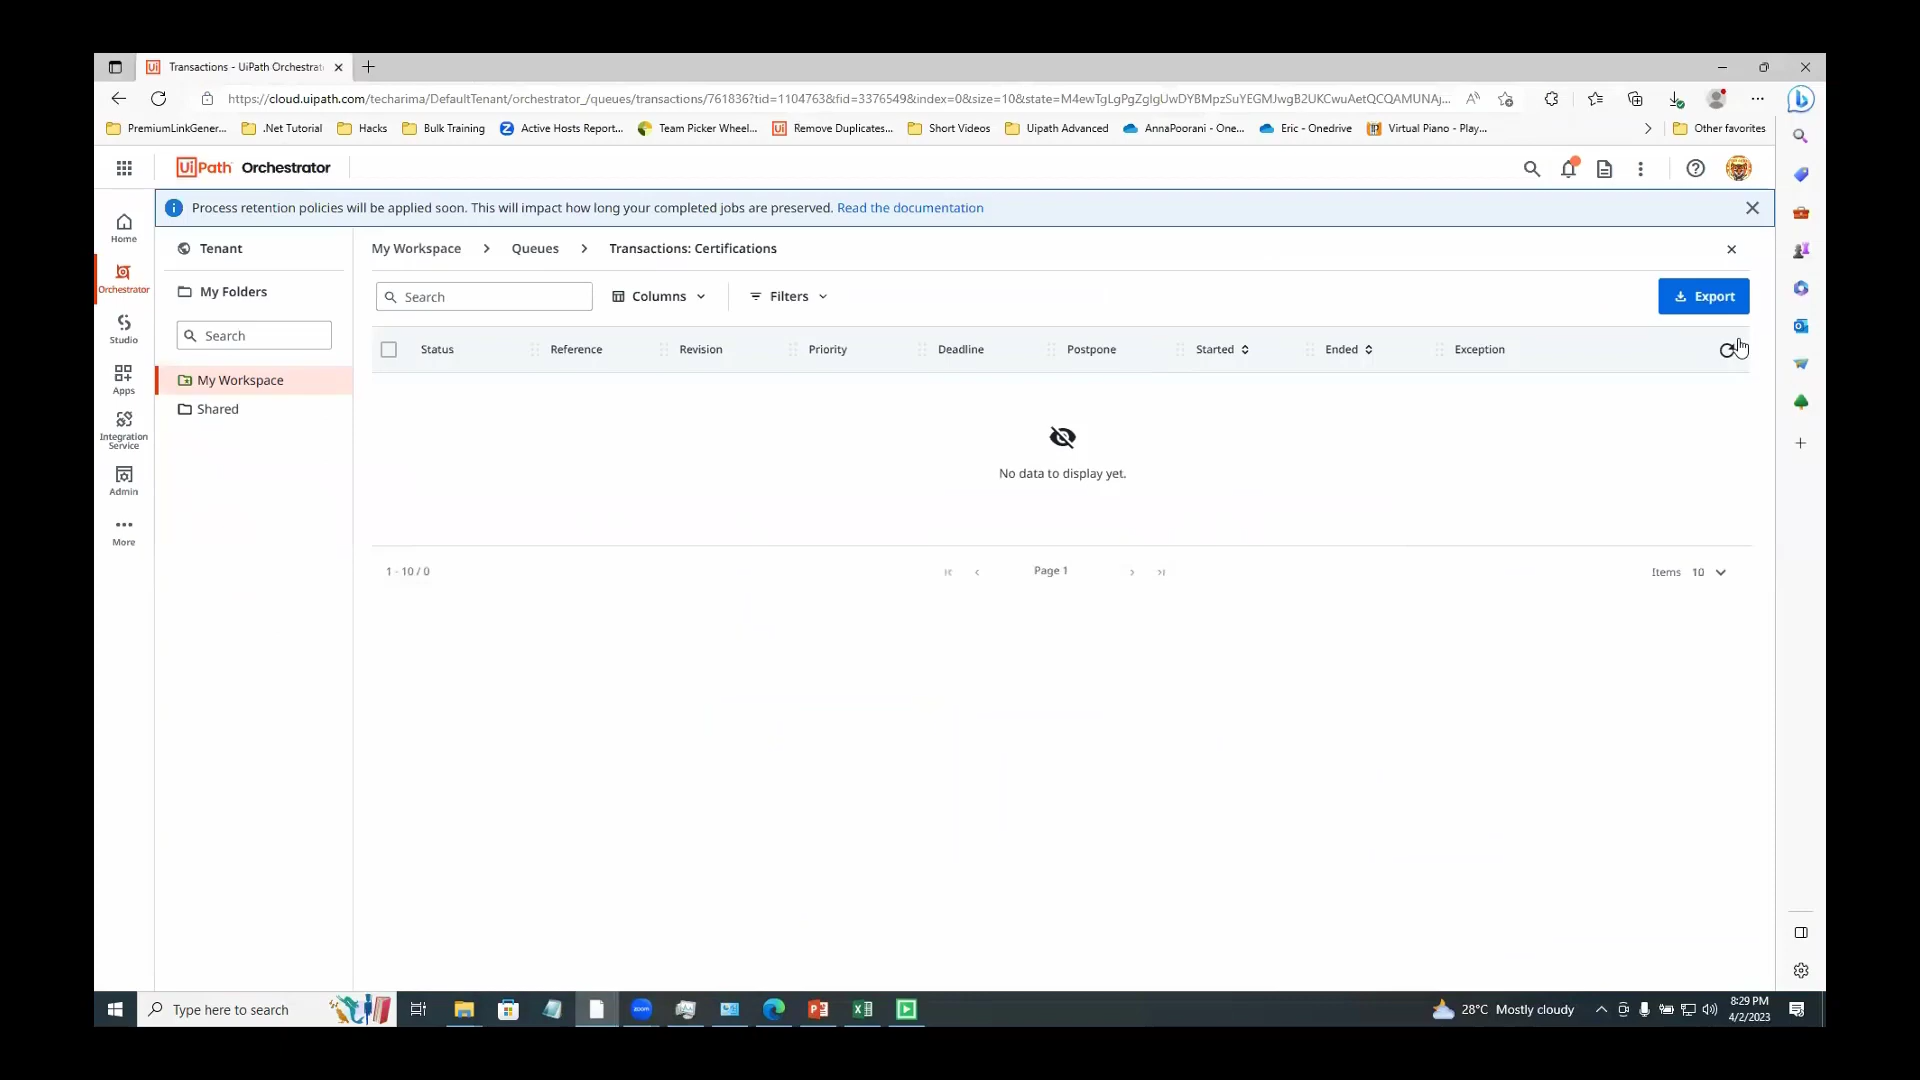 Transactions - UiPath Orchestrat
https://cloud.uipath.com/techarima/DefaultTenant/orchestrator_/queues/transactions/761836?tid=1104763&fid=3376549&index=0&size=10&state=
PremiumLinkGener... .Net Tutorial Hacks Bulk Training Active Hosts Report... Team Picker Wheel... Remove Duplicates... Short Videos Uipath Advanced AnnaPoorani - One... Eric - Onedrive Virtual Piano - Play... Other favorites
UiPath Orchestrator
Process retention policies will be applied soon. This will impact how long your completed jobs are preserved. Read the documentation
Home
Orchestrator
Studio
Apps
Integration
Service
Admin
More
Tenant
My Folders
Search
My Workspace
Shared
My Workspace > Queues > Transactions: Certifications
Search Columns Filters Export
Status Reference Revision Priority Deadline Postpone Started Ended Exception
No data to display yet.
1 - 10 / 0 Page 1 Items 10
Type here to search
zoom
28°C Mostly cloudy
8:29 PM
4/2/2023